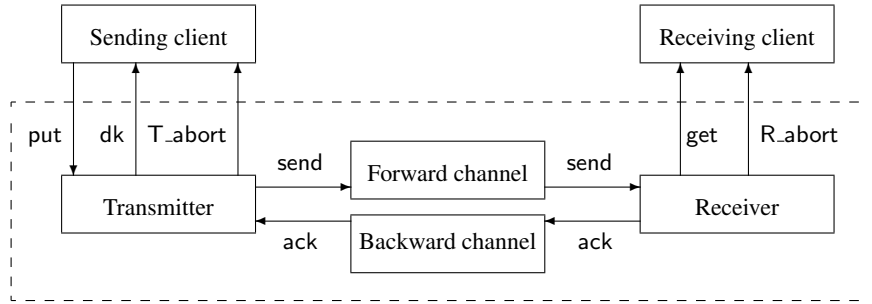 Sending client
Receiving client
put
dk
T_abort
get
R_abort
send
Forward channel
send
Transmitter
Receiver
ack
Backward channel
ack